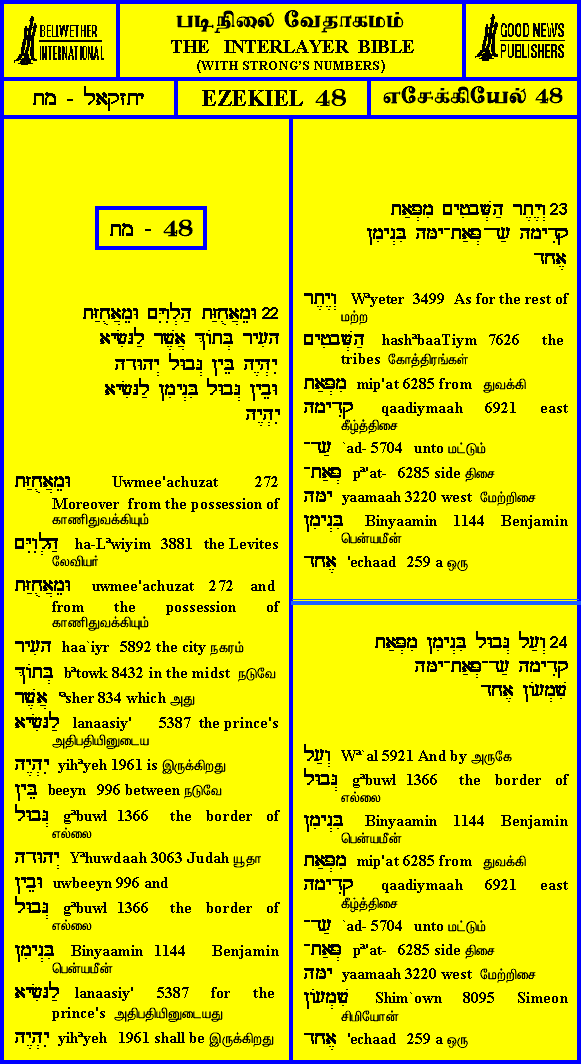 BELLWETHER
INTERNATIONAL
படிநிலை வேதாகமம்
THE INTERLAYER BIBLE
(WITH STRONG'S NUMBERS)
GOOD NEWS
PUBLISHERS
יחזקאל - מח
EZEKIEL 48
எசேக்கியேல் 48
48 - מח
22 וּמֵאֲחֻזַּת הַלְוִיִּם וּמֵאֲחֻזַּת
הָעִיר בְּתוֹךְ אֲשֶׁר לַנָּשִׂיא
יִהְיֶה בֵּין גְּבוּל יְהוּדָה
וּבֵין גְּבוּל בִּנְיָמִן לַנָּשִׂיא
יִהְיֶה
וּמֵאֲחֻזַּת Uwmee'achuzat 272
Moreover from the possession of
காணிதுவக்கியும்
הַלְוִיִּם ha-Lªwiyim 3881 the Levites
லேவியர்
וּמֵאֲחֻזַּת uwmee'achuzat 272 and
from the possession of
காணிதுவக்கியும்
הָעִיר haa`iyr 5892 the city நகரம்
בְּתוֹךְ bªtowk 8432 in the midst நடுவே
אֲשֶׁר ªsher 834 which அது
לַנָּשִׂיא lanaasiy' 5387 the prince's
அதிபதியினுடைய
יִהְיֶה yihªyeh 1961 is இருக்கிறது
בֵּין beeyn 996 between நடுவே
גְּבוּל gªbuwl 1366 the border of
எல்லை
יְהוּדָה Yªhuwdaah 3063 Judah யூதா
וּבֵין uwbeeyn 996 and
גְּבוּל gªbuwl 1366 the border of
எல்லை
בִּנְיָמִן Binyaamin 1144 Benjamin
பென்யமீன்
לַנָּשִׂיא lanaasiy' 5387 for the
prince's அதிபதியினுடையது
יִהְיֶה yihªyeh 1961 shall be இருக்கிறது
23 וְיֶתֶר הַשְּׁבָטִים מִפְּאַת
קָדִימָה עַד־פְּאַת־יָמָּה בִּנְיָמִן
אֶחָד
וְיֶתֶר Wªyeter 3499 As for the rest of
மற்ற
הַשְּׁבָטִים hashªbaaTiym 7626 the
tribes கோத்திரங்கள்
מִפְּאַת mip'at 6285 from துவக்கி
קָדִימָה qaadiymaah 6921 east
கீழ்த்திசை
עַד־ `ad- 5704 unto மட்டும்
פְּאַת־ pª'at- 6285 side திசை
יָמָּה yaamaah 3220 west மேற்றிசை
בִּנְיָמִן Binyaamin 1144 Benjamin
பென்யமீன்
אֶחָד 'echaad 259 a ஒரு
24 וְעַל גְּבוּל בִּנְיָמִן מִפְּאַת
קָדִימָה עַד־פְּאַת־יָמָּה
שִׁמְעוֹן אֶחָד
וְעַל Wª`al 5921 And by அருகே
גְּבוּל gªbuwl 1366 the border of
எல்லை
בִּנְיָמִן Binyaamin 1144 Benjamin
பென்யமீன்
מִפְּאַת mip'at 6285 from துவக்கி
קָדִימָה qaadiymaah 6921 east
கீழ்த்திசை
עַד־ `ad- 5704 unto மட்டும்
פְּאַת־ pª'at- 6285 side திசை
יָמָּה yaamaah 3220 west மேற்றிசை
שִׁמְעוֹן Shim`own 8095 Simeon
சிமியோன்
אֶחָד 'echaad 259 a ஒரு